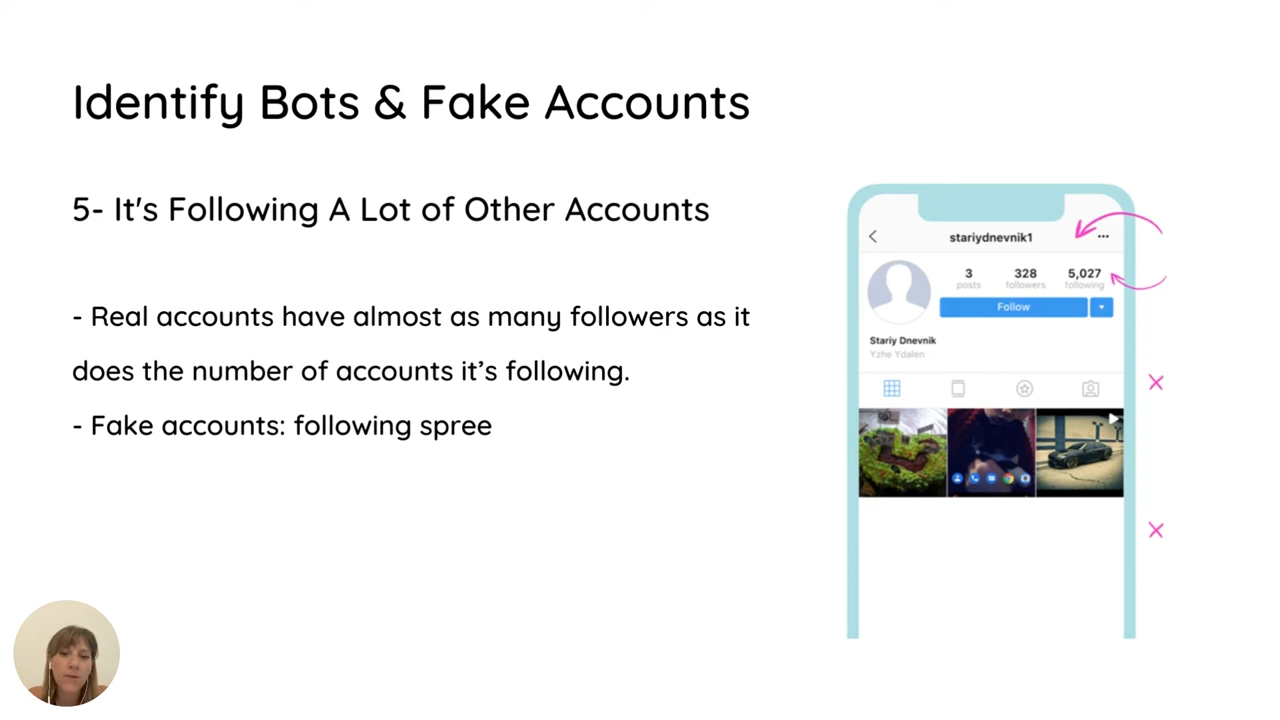 Identify Bots & Fake Accounts
5- It's Following A Lot of Other Accounts
- Real accounts have almost as many followers as it
does the number of accounts it’s following.
- Fake accounts: following spree
stariydnevnik1
3 328 5,027
posts followers following
Follow
Stariy Dnevnik
Yzhe Ydalen